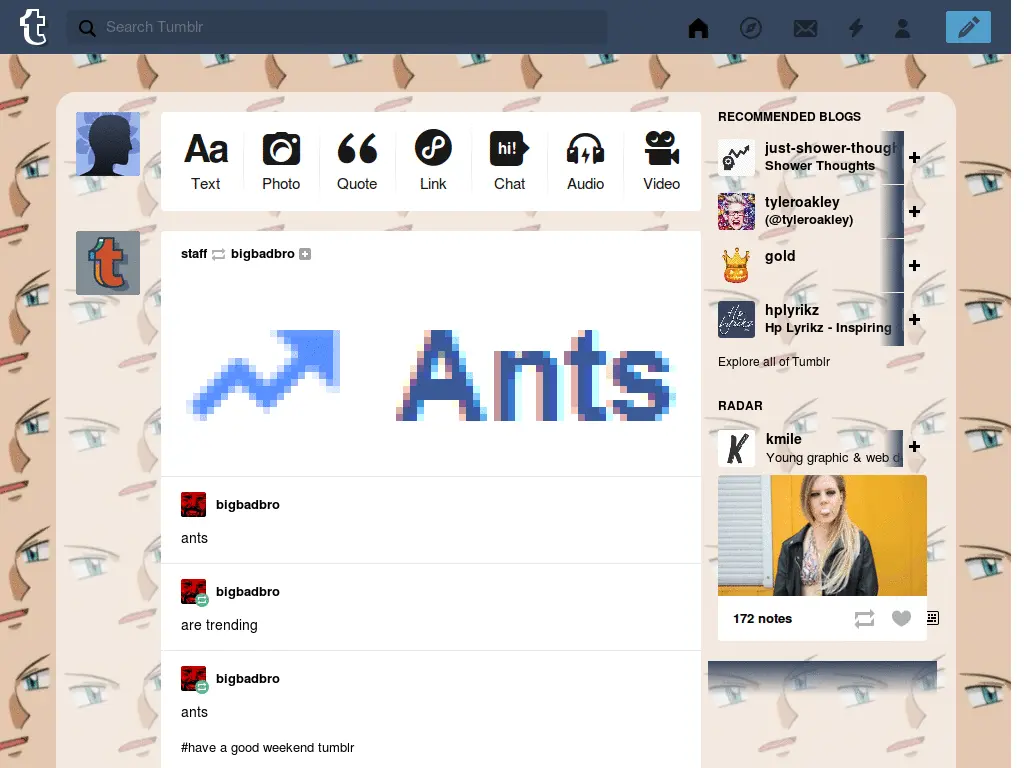 t
Search Tumblr
Aa
hi!
Text
Photo
Quote
Link
Chat
Audio
Video
t
staff bigbadbro
Ants
bigbadbro
ants
bigbadbro
are trending
bigbadbro
ants
#have a good weekend tumblr
RECOMMENDED BLOGS
just-shower-though
Shower Thoughts
tyleroakley
(@tyleroakley)
gold
Hp
Lyrikz
hplyrikz
Hp Lyrikz - Inspiring
Explore all of Tumblr
RADAR
K
kmile
Young graphic & web d
172 notes